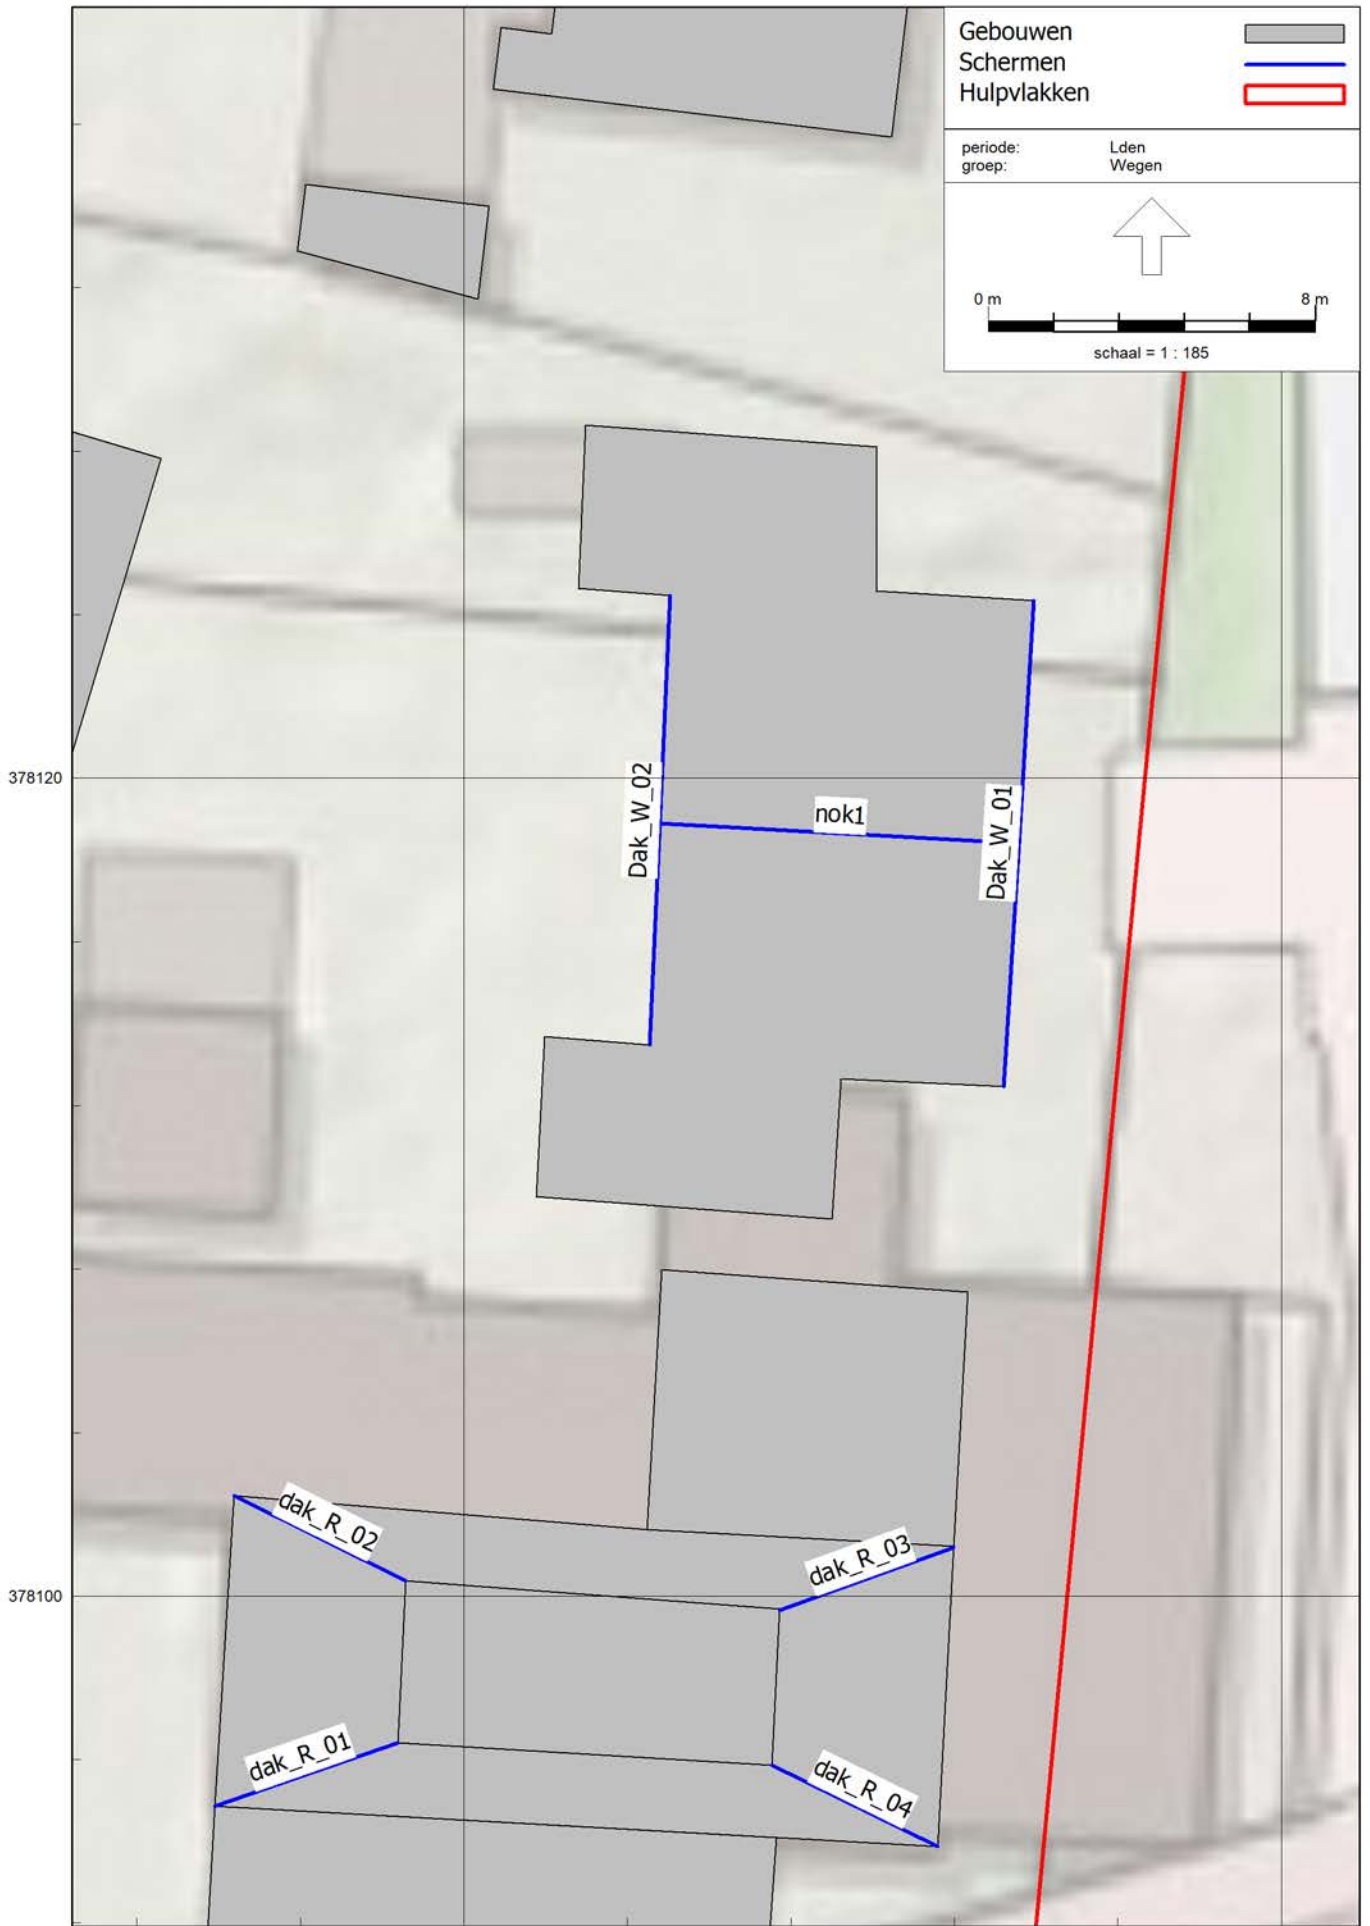 Gebouwen
Schermen
Hulpvlakken
periode: Lden
groep: Wegen
0 m 8 m
schaal = 1 : 185
378120
Dak_W_02
nok1
Dak_W_01
378100
dak_R_02
dak_R_03
dak_R_01
dak_R_04